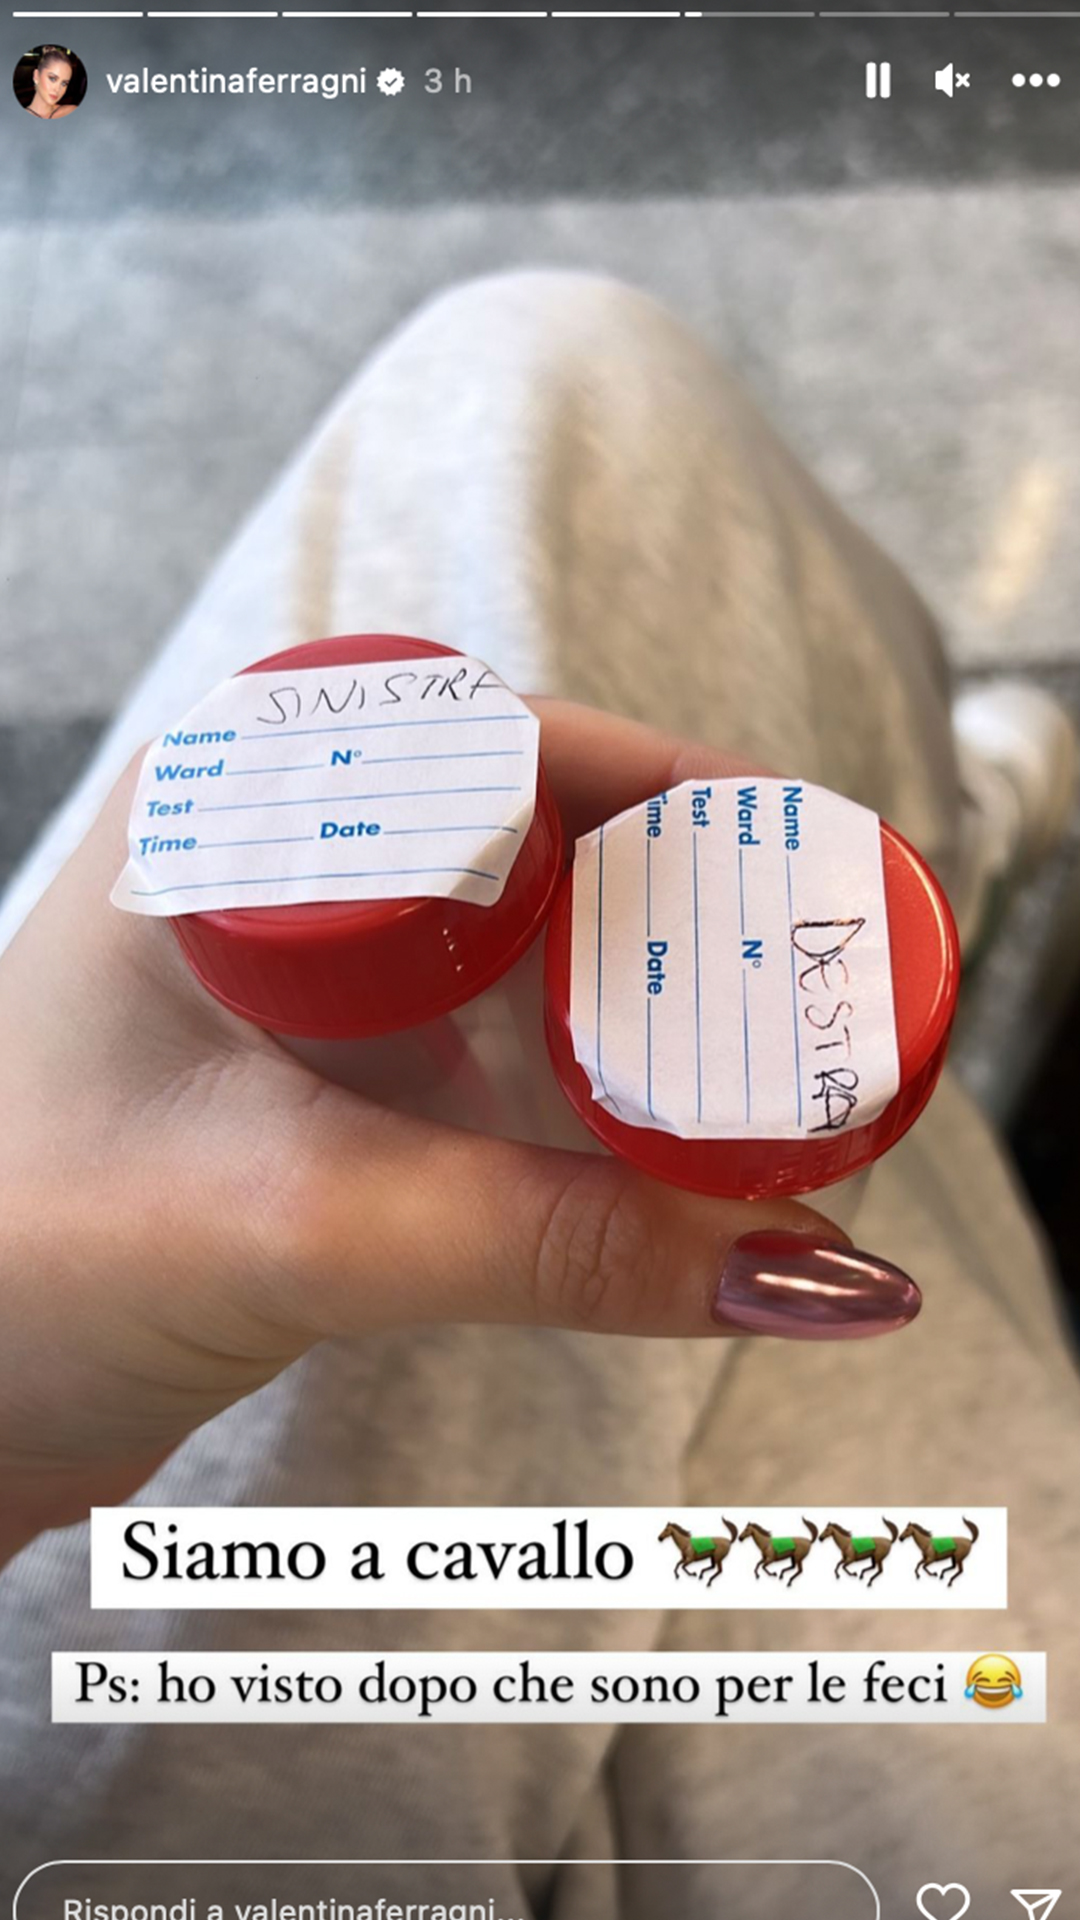 valentinaferragni 3 h
SINISTRA
Name
Ward N°
Test
Time Date
DESTRA
Name
Ward N°
Test
Time Date
Siamo a cavallo 🐎🐎🐎🐎
Ps: ho visto dopo che sono per le feci 😂
Rispondi a valentinaferragni...